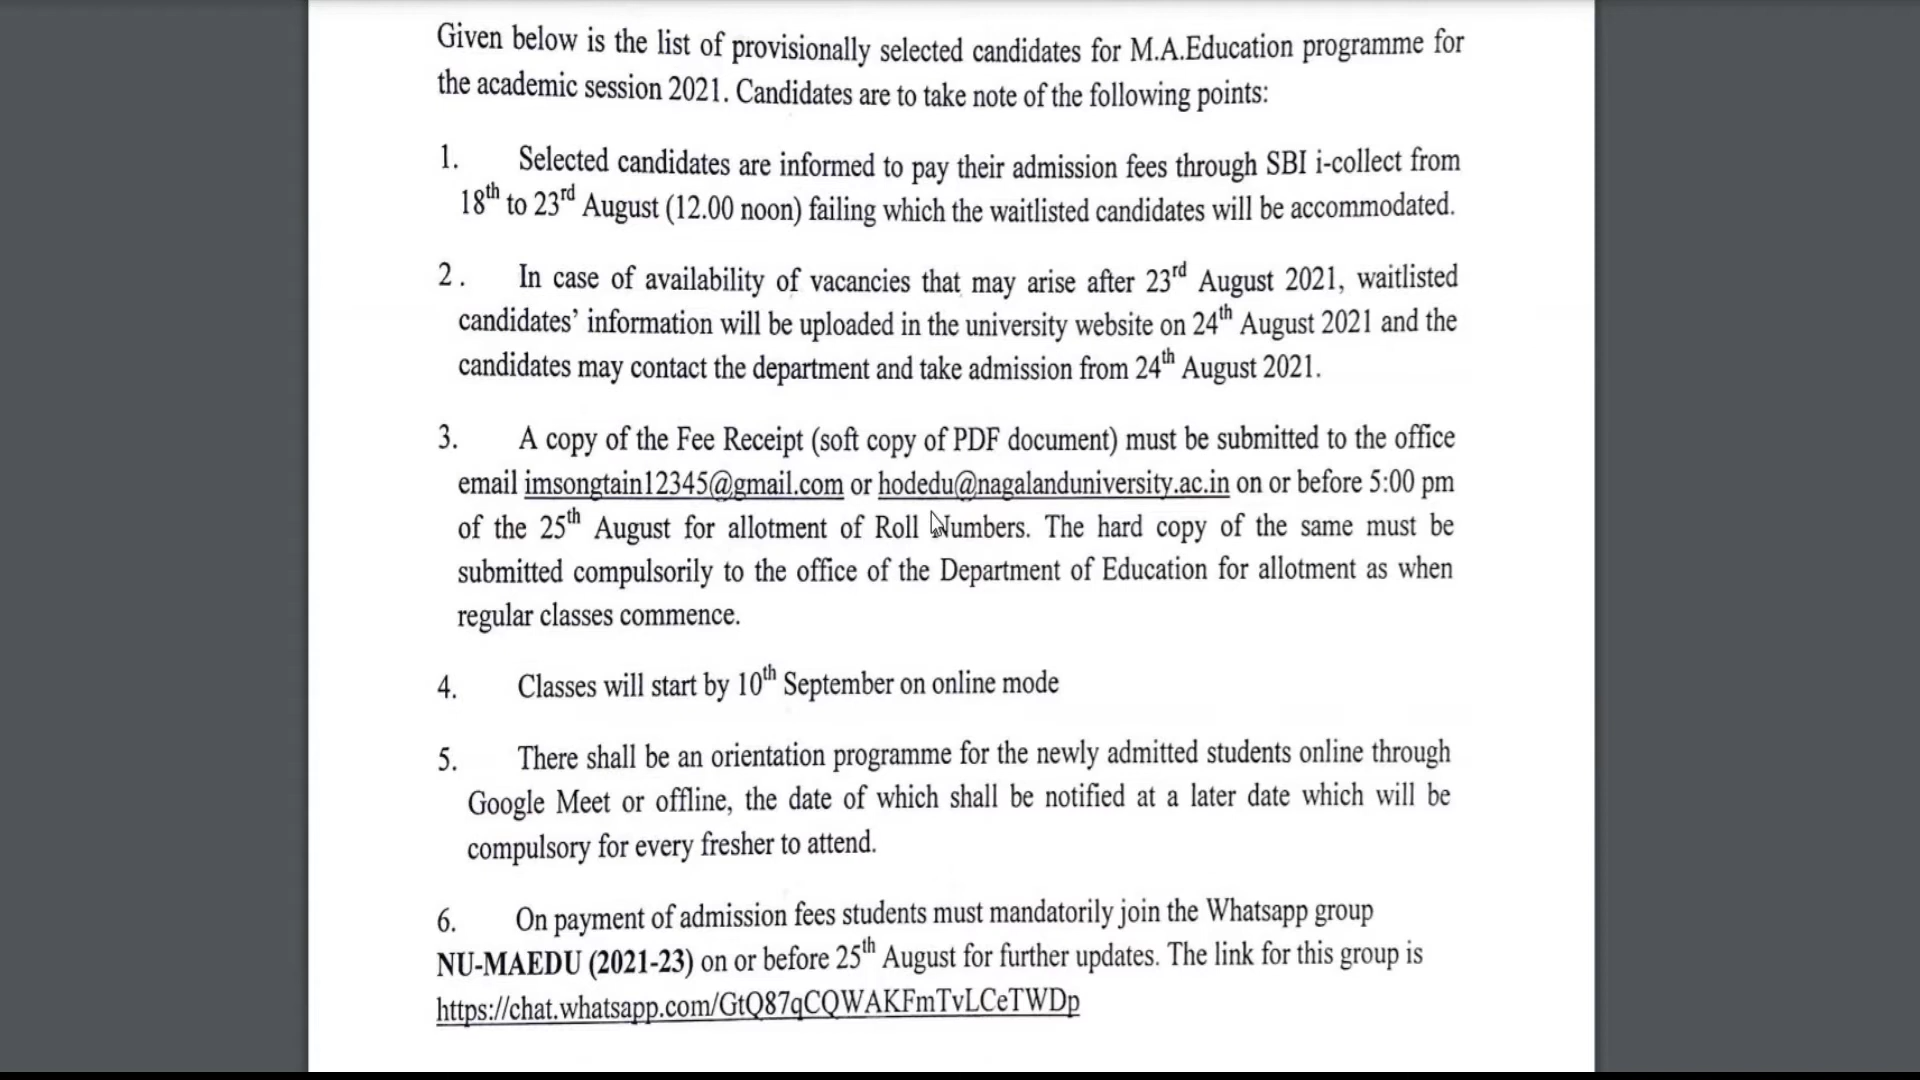 Given below is the list of provisionally selected candidates for M.A.Education programme for
the academic session 2021. Candidates are to take note of the following points:
1. Selected candidates are informed to pay their admission fees through SBI i-collect from
18th to 23rd August (12.00 noon) failing which the waitlisted candidates will be accommodated.
2. In case of availability of vacancies that may arise after 23rd August 2021, waitlisted
candidates' information will be uploaded in the university website on 24th August 2021 and the
candidates may contact the department and take admission from 24th August 2021.
3. A copy of the Fee Receipt (soft copy of PDF document) must be submitted to the office
email imsongtain12345@gmail.com or hodedu@nagalanduniversity.ac.in on or before 5:00 pm
of the 25th August for allotment of Roll Numbers. The hard copy of the same must be
submitted compulsorily to the office of the Department of Education for allotment as when
regular classes commence.
4. Classes will start by 10th September on online mode
5. There shall be an orientation programme for the newly admitted students online through
Google Meet or offline, the date of which shall be notified at a later date which will be
compulsory for every fresher to attend.
6. On payment of admission fees students must mandatorily join the Whatsapp group
NU-MAEDU (2021-23) on or before 25th August for further updates. The link for this group is
https://chat.whatsapp.com/GtQ87qCQWAKFmTvLCeTWDp